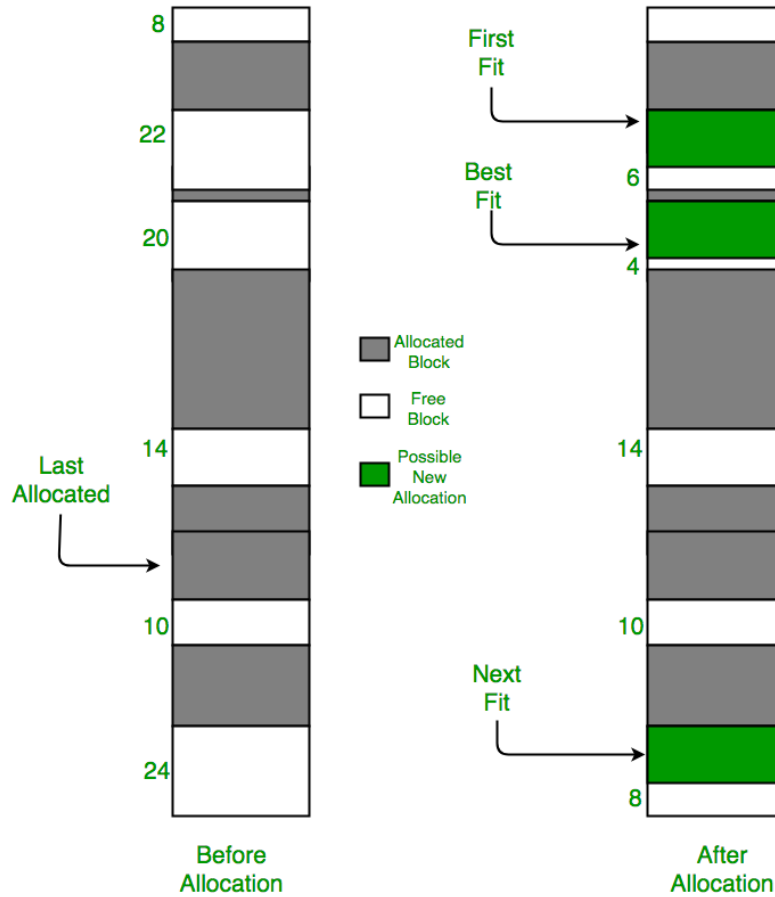 8
22
20
14
Last
Allocated
10
24
Before
Allocation
Allocated
Block
Free
Block
Possible
New
Allocation
First
Fit
Best
Fit
6
4
14
10
Next
Fit
8
After
Allocation